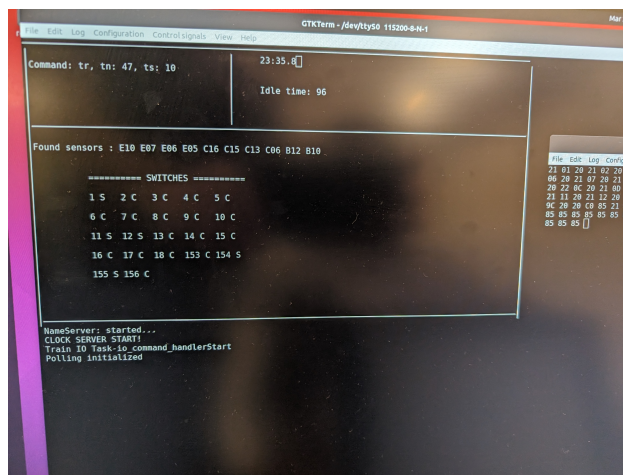 Mar
GTKTerm - /dev/ttyS0 115200-8-N-1
File Edit Log Configuration Control signals View Help
Command: tr, tn: 47, ts: 10
23:35.8
Idle time: 96
Found sensors : E10 E07 E06 E05 C16 C15 C13 C06 B12 B10
========== SWITCHES ==========
1 S 2 C 3 C 4 C 5 C
6 C 7 C 8 C 9 C 10 C
11 S 12 S 13 C 14 C 15 C
16 C 17 C 18 C 153 C 154 S
155 S 156 C
NameServer: started...
CLOCK SERVER START!
Train IO Task-io_command_handlerStart
Polling initialized
File Edit Log Config
21 01 20 21 02 20
06 20 21 07 20 21
20 22 0C 20 21 0D
21 11 20 21 12 20
9C 20 20 C0 85 21
85 85 85 85 85 85
85 85 85